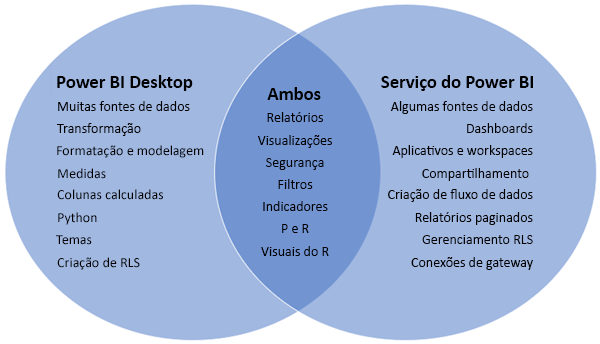 Power BI Desktop
Muitas fontes de dados
Transformação
Formatação e modelagem
Medidas
Colunas calculadas
Python
Temas
Criação de RLS
Ambos
Relatórios
Visualizações
Segurança
Filtros
Indicadores
P e R
Visuais do R
Serviço do Power BI
Algumas fontes de dados
Dashboards
Aplicativos e workspaces
Compartilhamento
Criação de fluxo de dados
Relatórios paginados
Gerenciamento RLS
Conexões de gateway